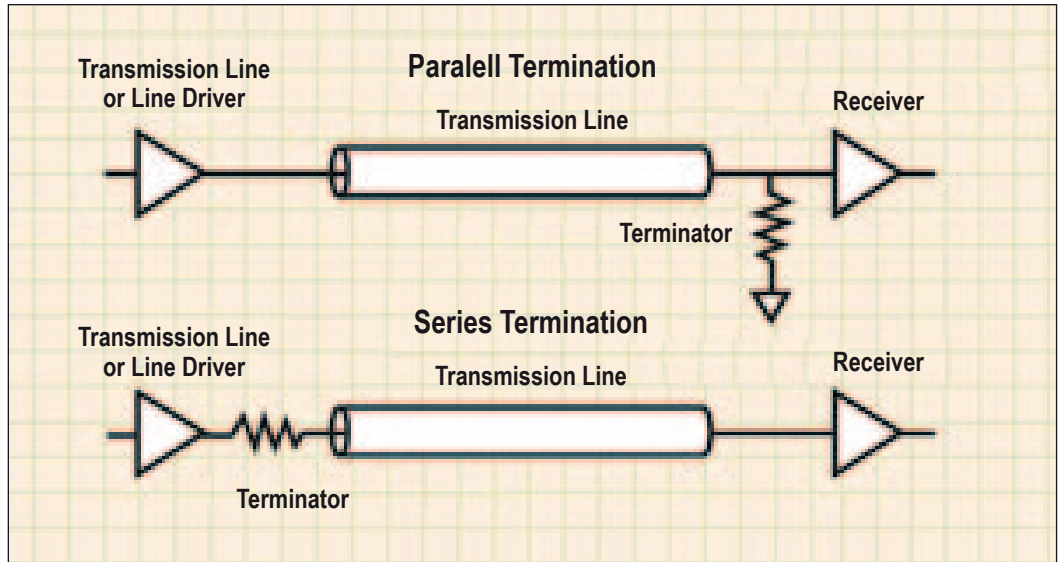 Paralell Termination
Transmission Line
or Line Driver
Transmission Line
Receiver
Terminator
Series Termination
Transmission Line
or Line Driver
Transmission Line
Receiver
Terminator